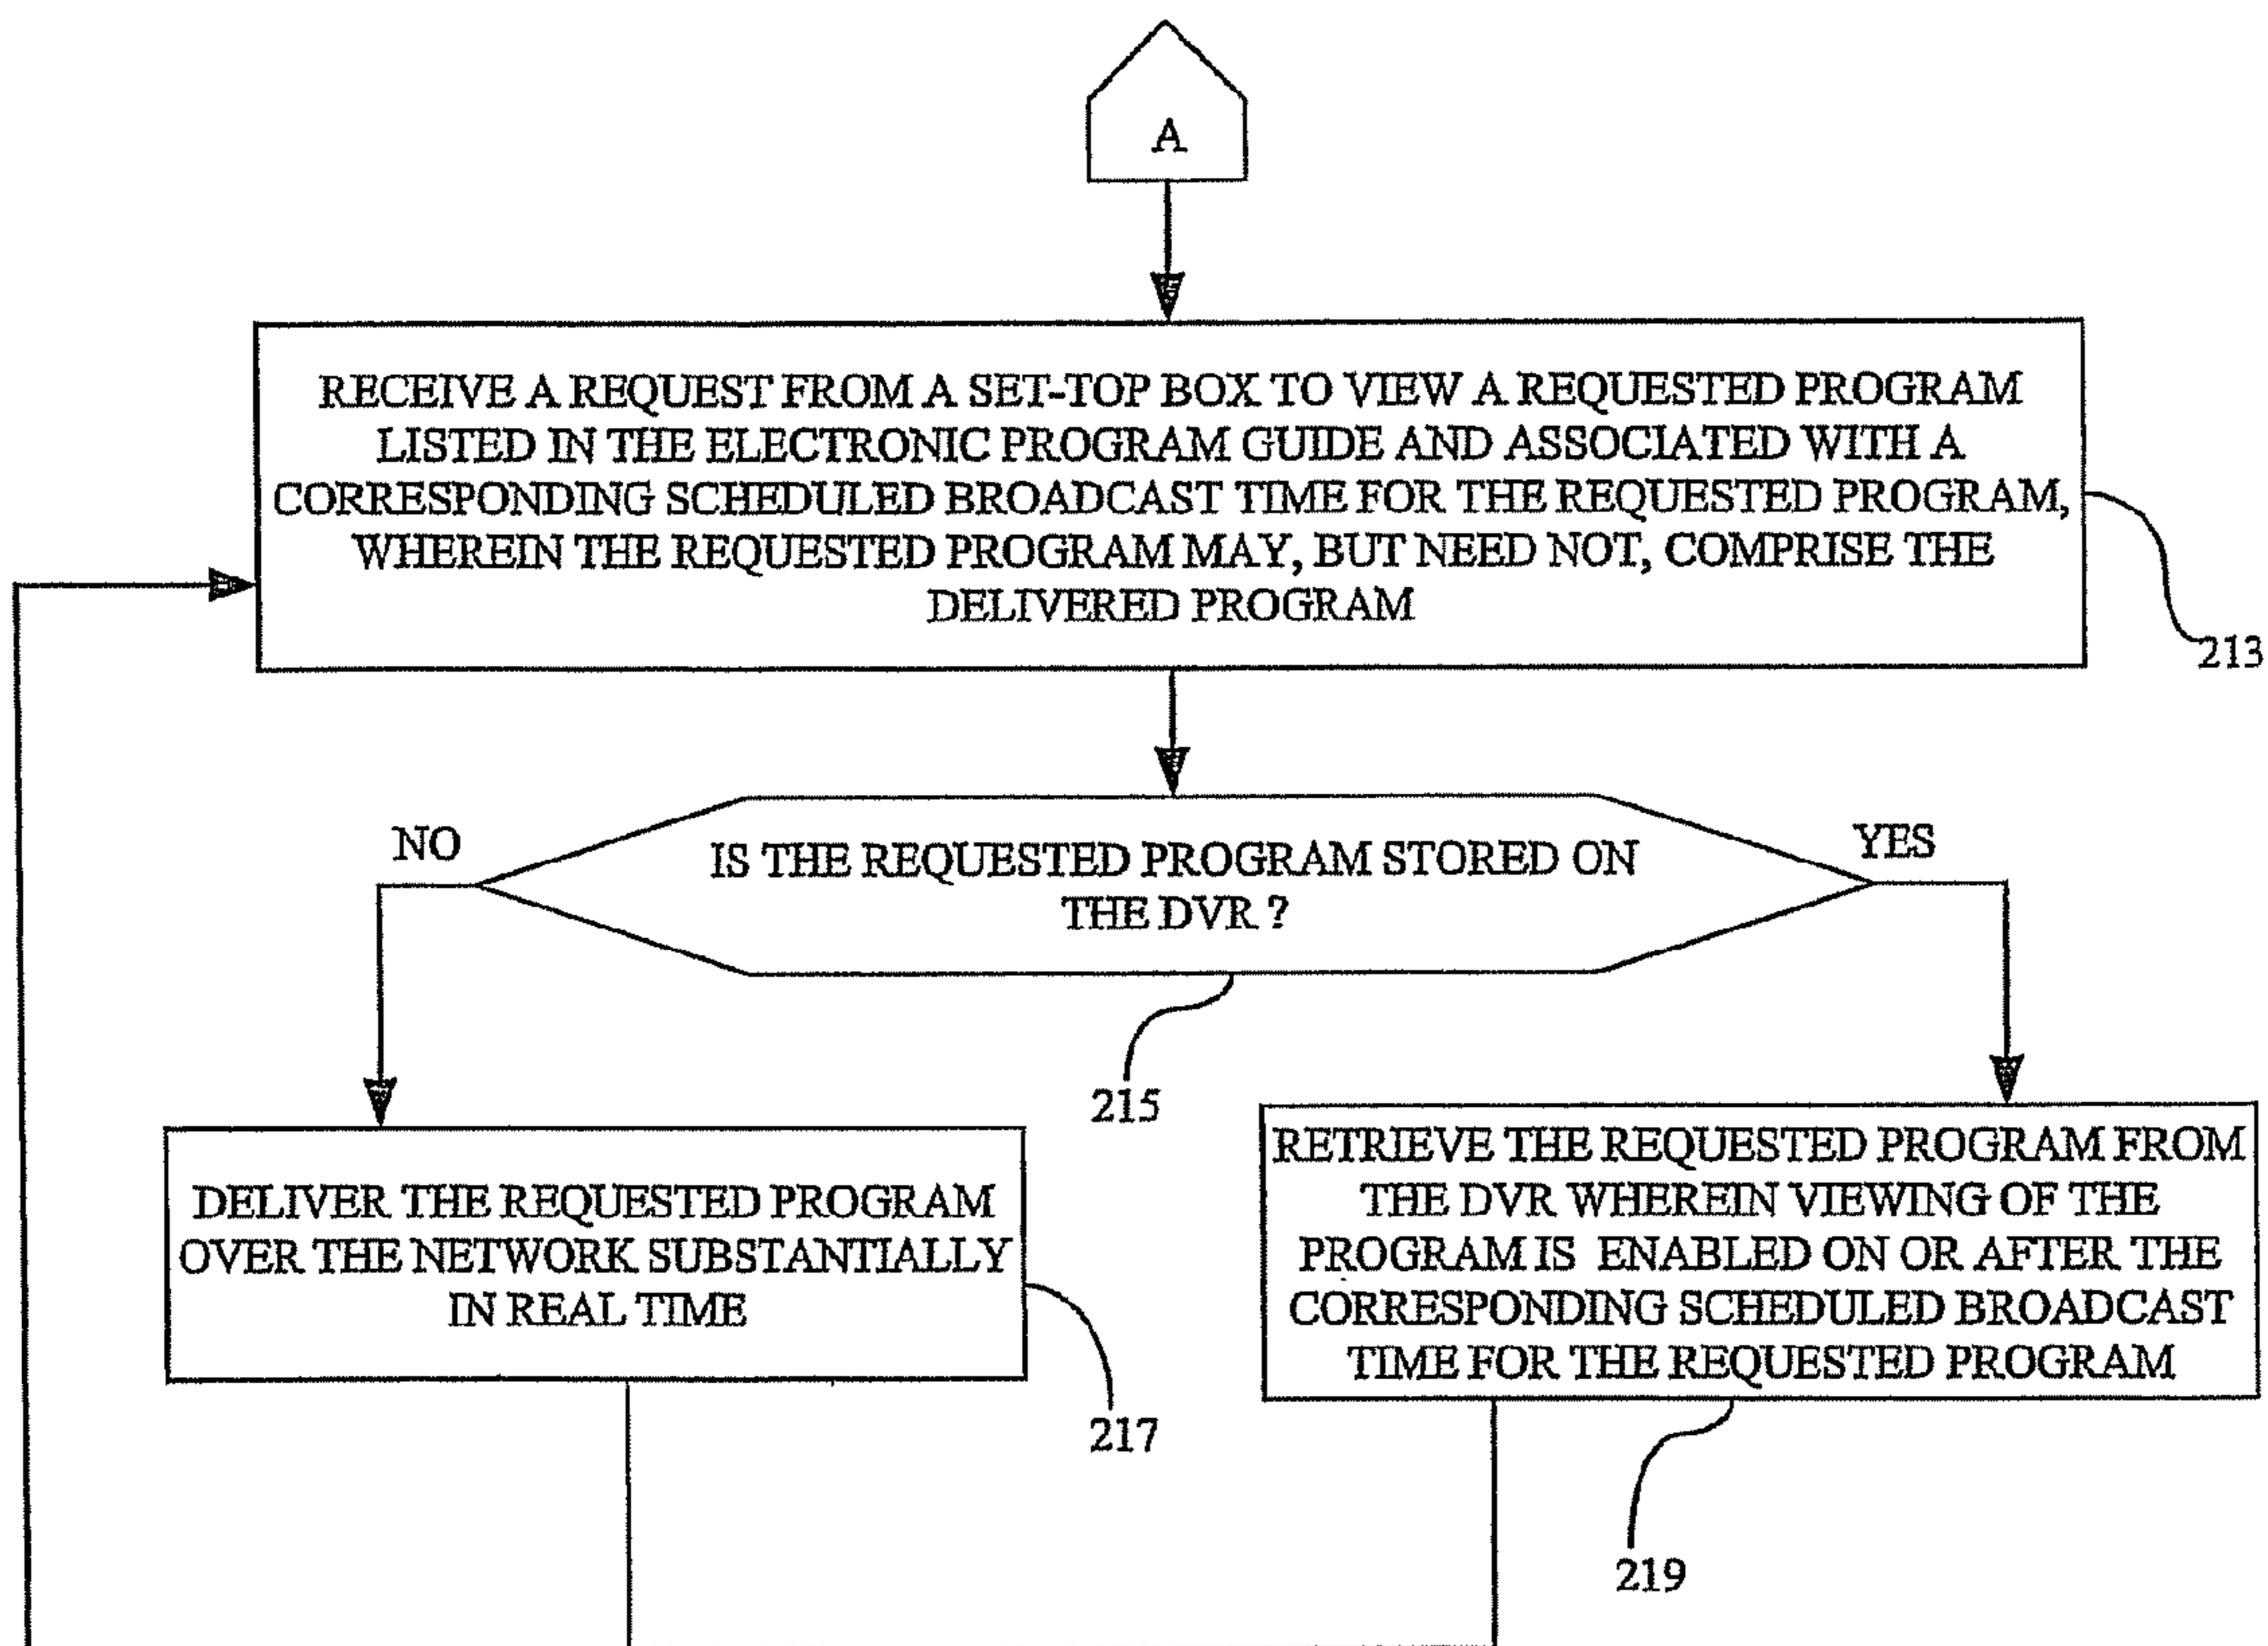 A
RECEIVE A REQUEST FROM A SET-TOP BOX TO VIEW A REQUESTED PROGRAM
LISTED IN THE ELECTRONIC PROGRAM GUIDE AND ASSOCIATED WITH A
CORRESPONDING SCHEDULED BROADCAST TIME FOR THE REQUESTED PROGRAM,
WHEREIN THE REQUESTED PROGRAM MAY, BUT NEED NOT, COMPRISE THE
DELIVERED PROGRAM
213
NO
IS THE REQUESTED PROGRAM STORED ON
THE DVR ?
YES
215
DELIVER THE REQUESTED PROGRAM
OVER THE NETWORK SUBSTANTIALLY
IN REAL TIME
217
RETRIEVE THE REQUESTED PROGRAM FROM
THE DVR WHEREIN VIEWING OF THE
PROGRAM IS ENABLED ON OR AFTER THE
CORRESPONDING SCHEDULED BROADCAST
TIME FOR THE REQUESTED PROGRAM
219